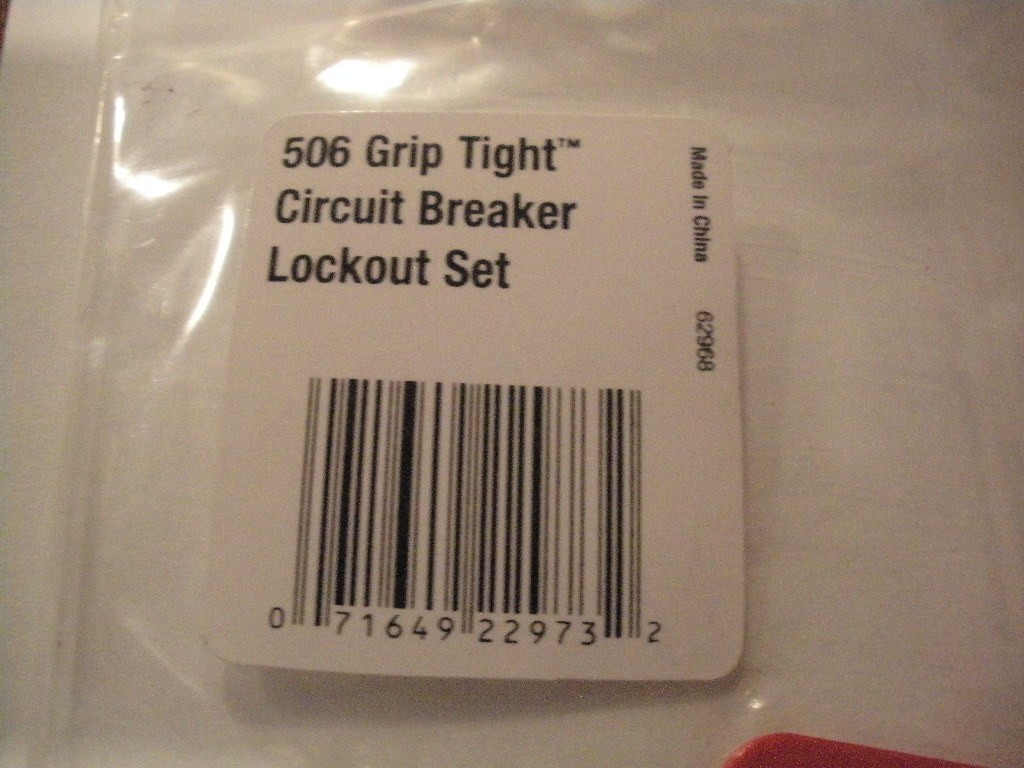 506 Grip Tight™
Circuit Breaker
Lockout Set
Made In China 62968
0 71649 22973 2